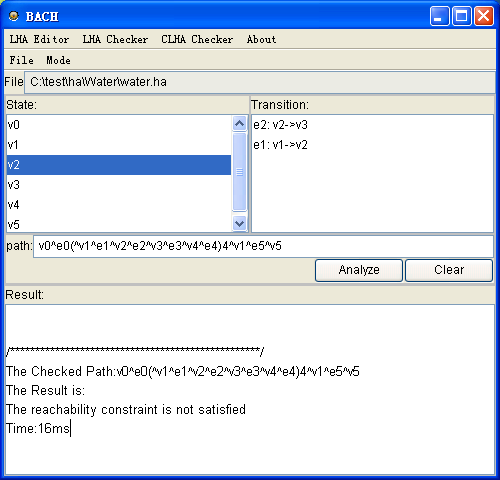 BACH
LHA Editor LHA Checker CLHA Checker About
File Mode
File C:\test\ha\Water\water.ha
State: Transition:
v0 e2: v2->v3
v1 e1: v1->v2
v2
v3
v4
v5
path: v0^e0(^v1^e1^v2^e2^v3^e3^v4^e4)4^v1^e5^v5
Analyze Clear
Result:
/**************************************************/
The Checked Path:v0^e0(^v1^e1^v2^e2^v3^e3^v4^e4)4^v1^e5^v5
The Result is:
The reachability constraint is not satisfied
Time:16ms